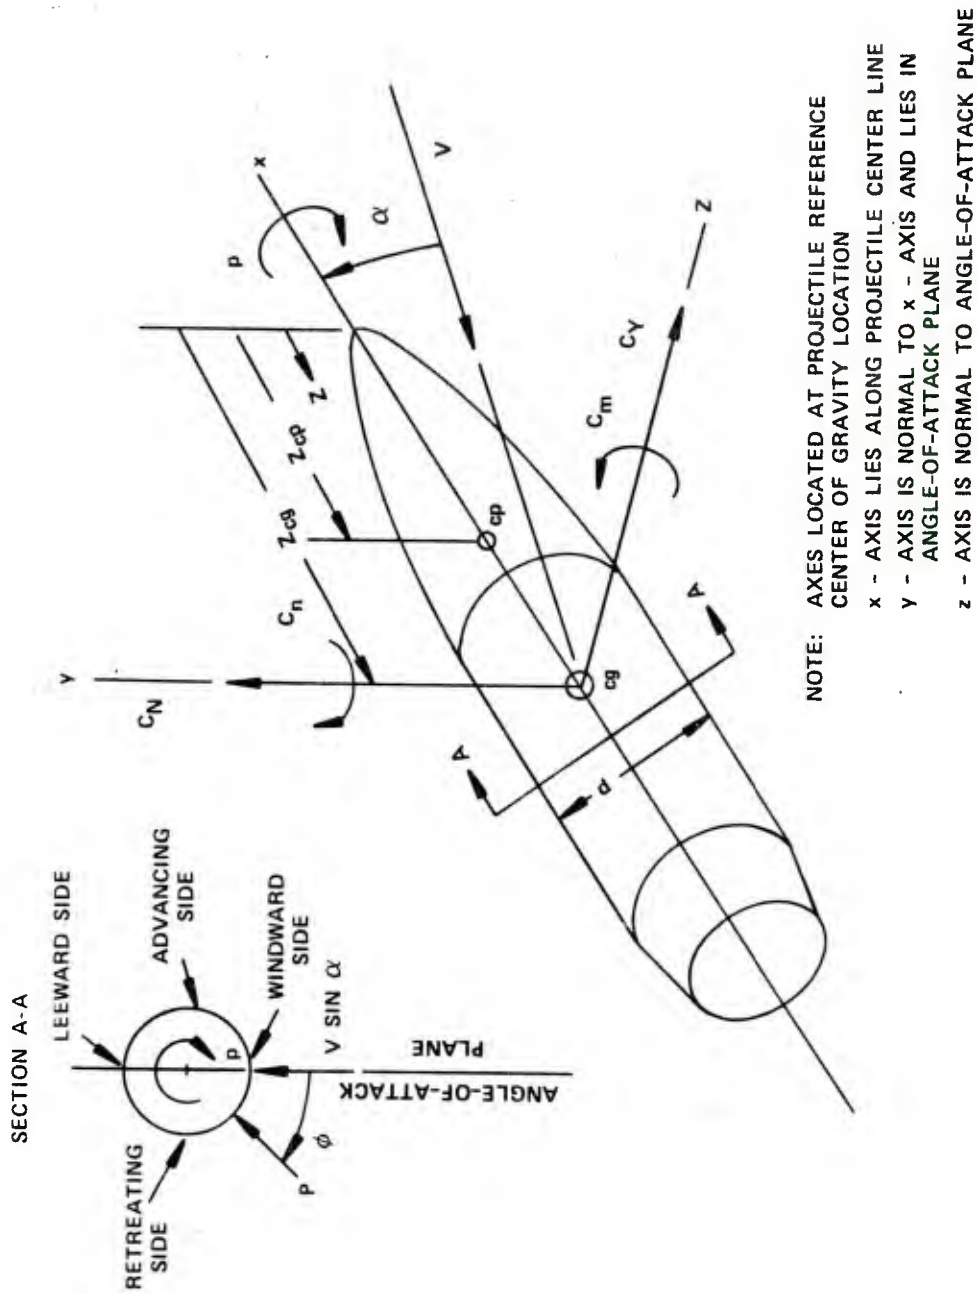 SECTION A-A
LEEWARD SIDE
ADVANCING
SIDE
RETREATING
SIDE
WINDWARD
SIDE
p
V SIN α
ϕ
P
ANGLE-OF-ATTACK
PLANE
y
C_N
C_n
Z_cg
Z_cp
Z
p
x
α
V
cp
cg
C_m
C_Y
Z
A
A
d
NOTE: AXES LOCATED AT PROJECTILE REFERENCE
CENTER OF GRAVITY LOCATION
x - AXIS LIES ALONG PROJECTILE CENTER LINE
y - AXIS IS NORMAL TO x - AXIS AND LIES IN
ANGLE-OF-ATTACK PLANE
z - AXIS IS NORMAL TO ANGLE-OF-ATTACK PLANE